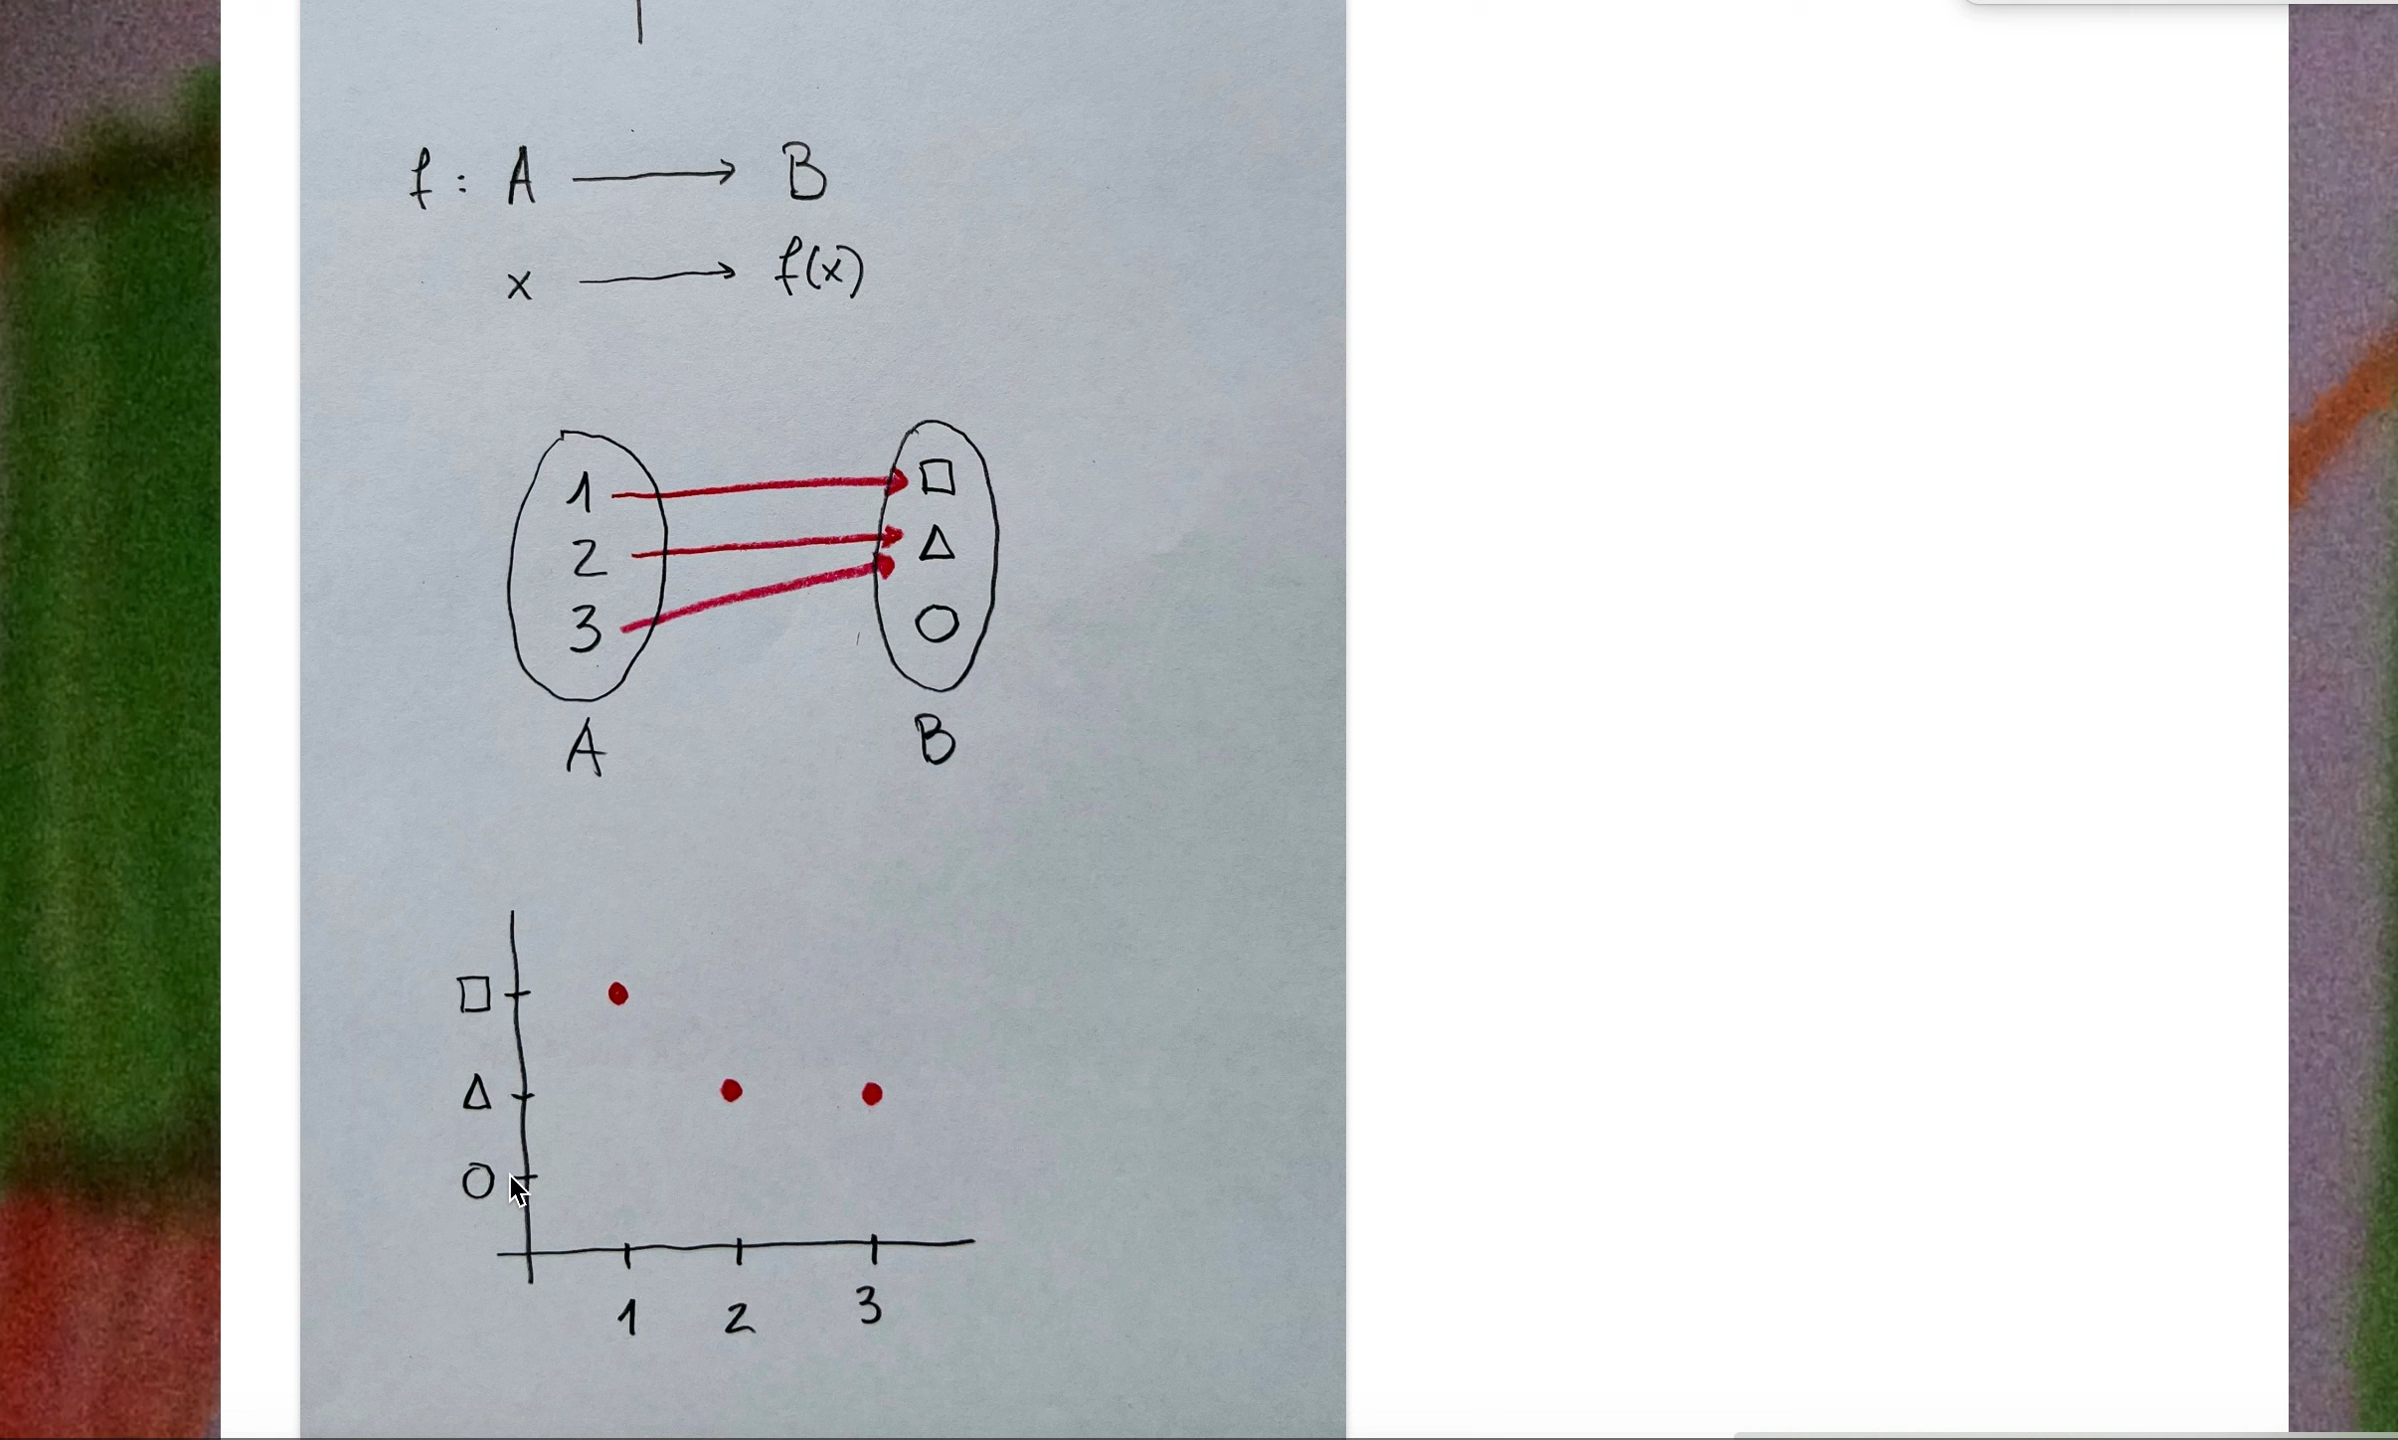 f : A ⟶ B
x ⟶ f(x)
1 □
2 △
3 ○
A B
□
△
○
1 2 3